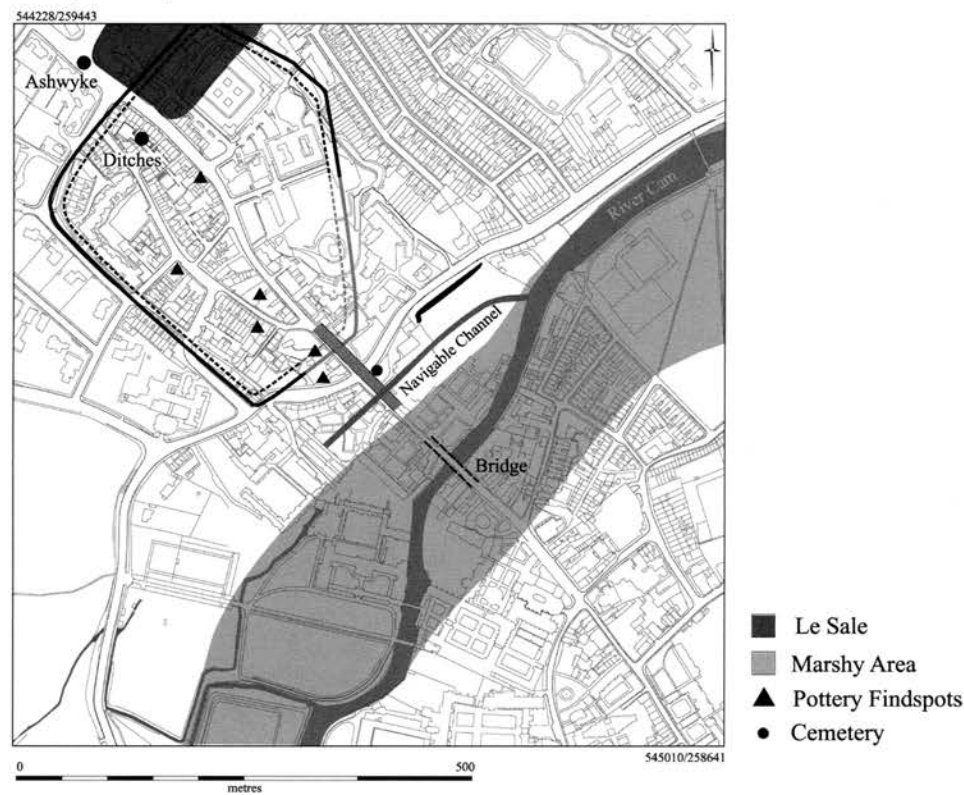 544228/259443
Ashwyke
Ditches
River Cam
Navigable Channel
Bridge
Le Sale
Marshy Area
Pottery Findspots
Cemetery
545010/258641
0 500
metres